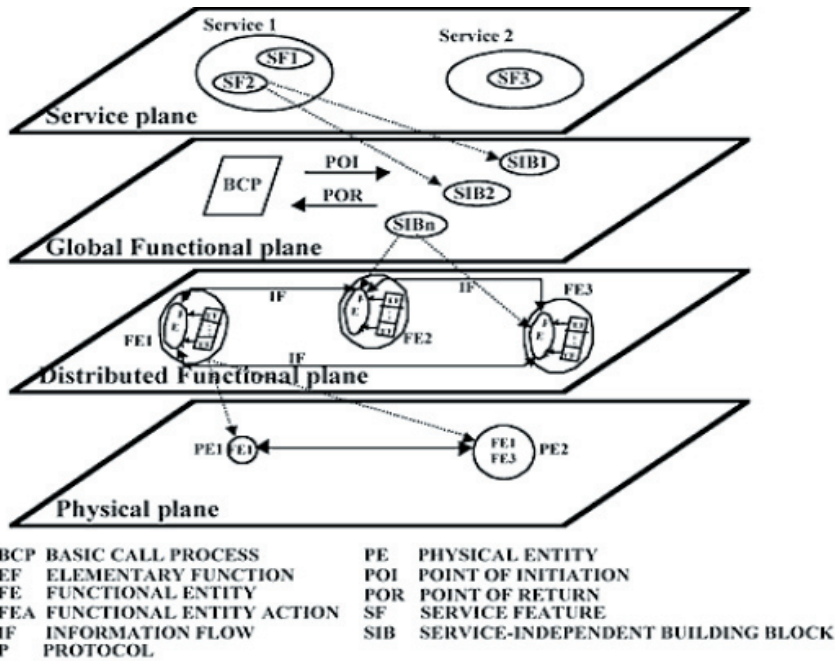 Service 1
Service 2
SF1
SF2
SF3
Service plane
SIB1
POI
BCP
SIB2
POR
SIBn
Global Functional plane
IF
IF
FE3
F
E
F
E
F
E
FE1
FE2
IF
Distributed Functional plane
PE1
FE1
FE1
FE3
PE2
Physical plane
BCP BASIC CALL PROCESS
EF ELEMENTARY FUNCTION
FE FUNCTIONAL ENTITY
FEA FUNCTIONAL ENTITY ACTION
IF INFORMATION FLOW
P PROTOCOL
PE PHYSICAL ENTITY
POI POINT OF INITIATION
POR POINT OF RETURN
SF SERVICE FEATURE
SIB SERVICE-INDEPENDENT BUILDING BLOCK